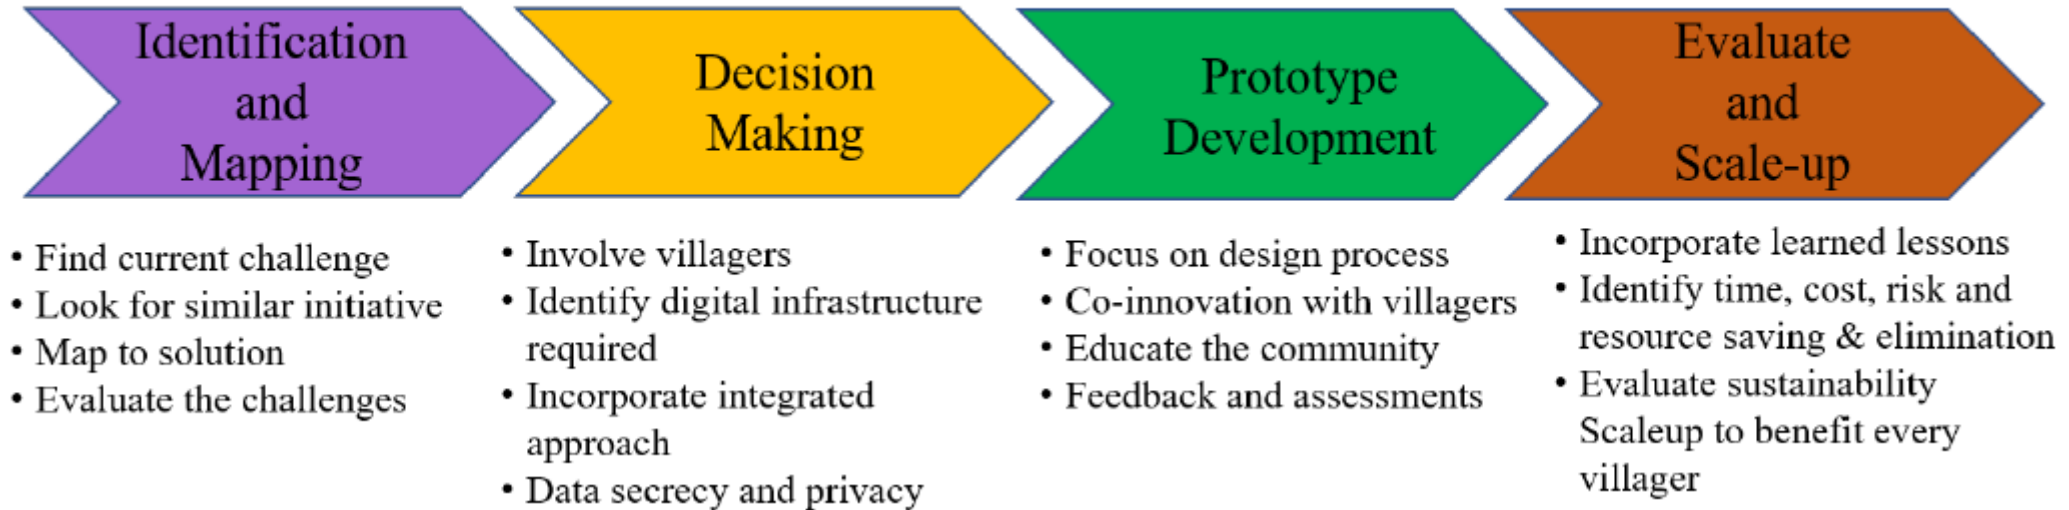 Identification
and
Mapping
Decision
Making
Prototype
Development
Evaluate
and
Scale-up
• Find current challenge
• Look for similar initiative
• Map to solution
• Evaluate the challenges
• Involve villagers
• Identify digital infrastructure
required
• Incorporate integrated
approach
• Data secrecy and privacy
• Focus on design process
• Co-innovation with villagers
• Educate the community
• Feedback and assessments
• Incorporate learned lessons
• Identify time, cost, risk and
resource saving & elimination
• Evaluate sustainability
Scaleup to benefit every
villager